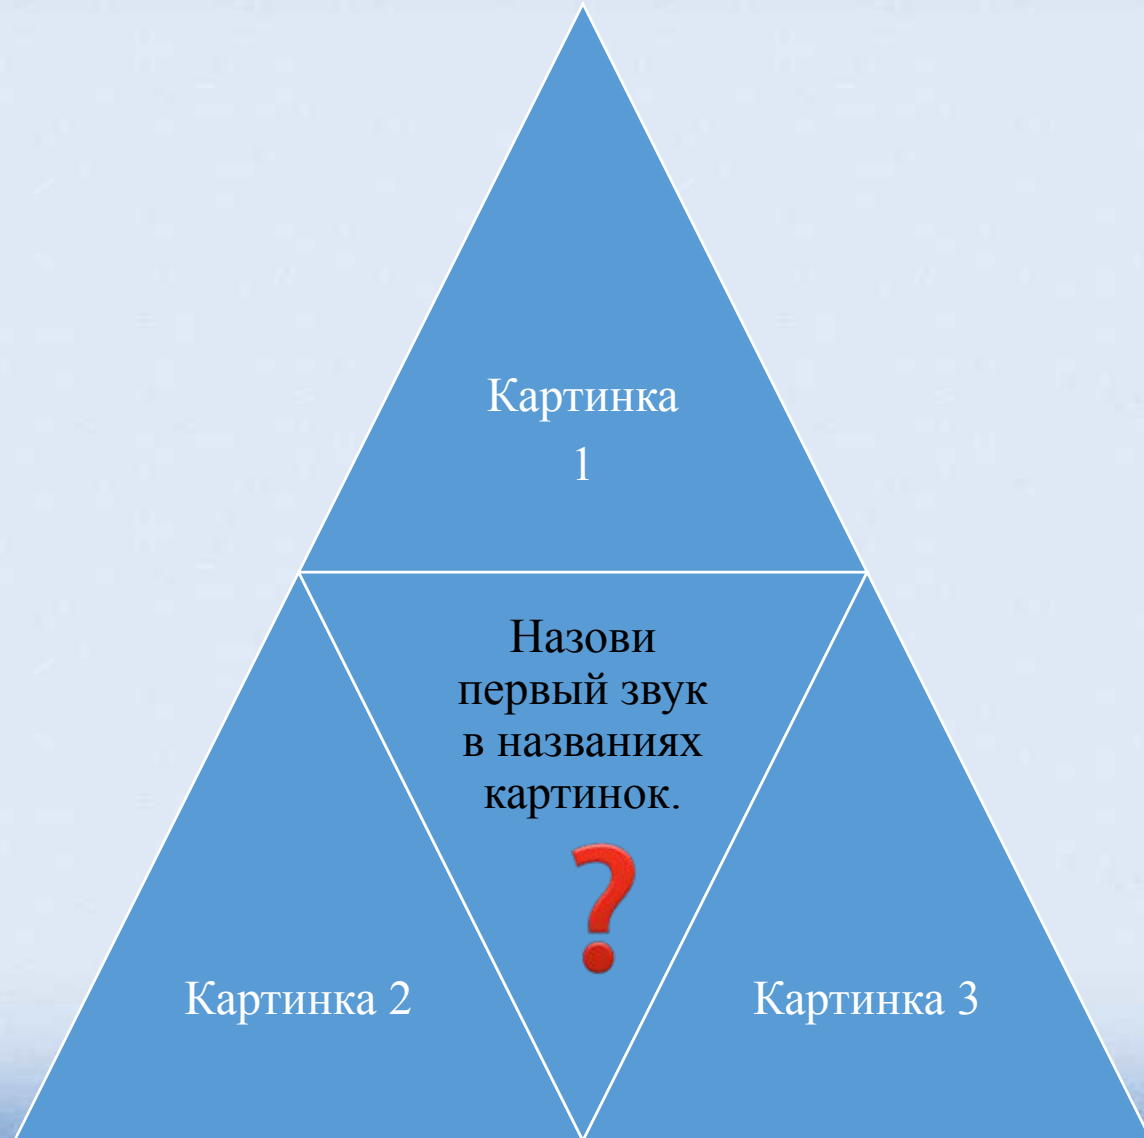 Картинка
1
Назови
первый звук
в названиях
картинок.
❓
Картинка 2
Картинка 3